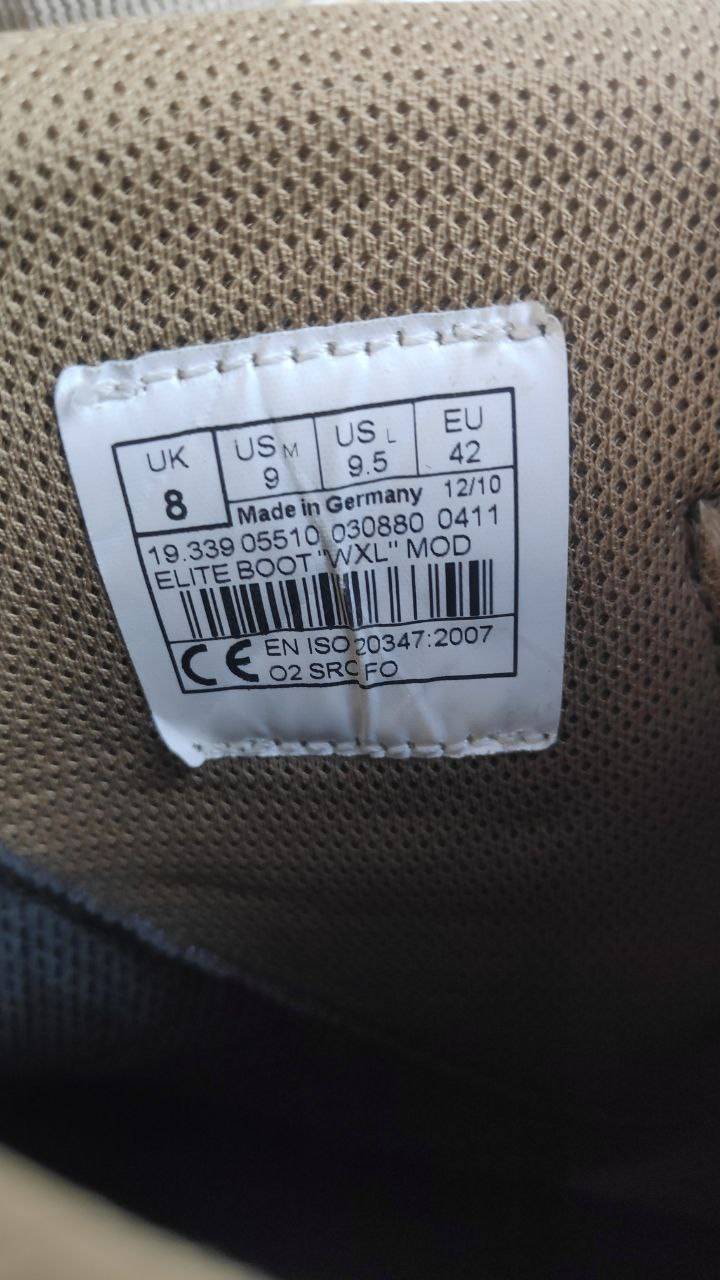 UK US M US L EU
8 9 9.5 42
Made in Germany 12/10
19.339 05510 030880 0411
ELITE BOOT "WXL" MOD
CE EN ISO 20347:2007
O2 SRC FO